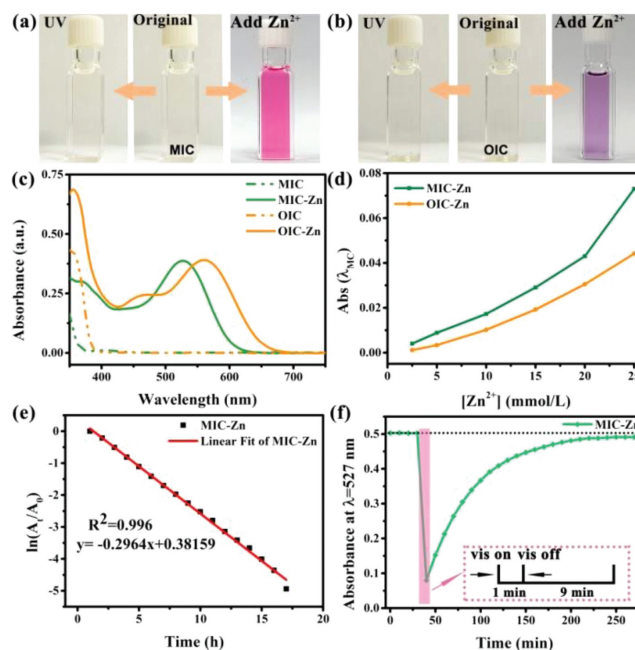 (a) UV Original Add Zn²⁺
MIC
(b) UV Original Add Zn²⁺
OIC
(c)
0.75
0.50
0.25
0.00
Absorbance (a.u.)
MIC
MIC-Zn
OIC
OIC-Zn
400 500 600 700
Wavelength (nm)
(d)
0.08
0.06
0.04
0.02
0.00
Abs (λMC)
MIC-Zn
OIC-Zn
0 5 10 15 20 25
[Zn²⁺] (mmol/L)
(e)
0
-1
-2
-3
-4
-5
ln(At/A0)
MIC-Zn
Linear Fit of MIC-Zn
R²=0.996
y= -0.2964x+0.38159
0 5 10 15 20
Time (h)
(f)
0.5
0.4
0.3
0.2
0.1
0.0
Absorbance at λ=527 nm
MIC-Zn
vis on vis off
1 min 9 min
0 50 100 150 200 250
Time (min)